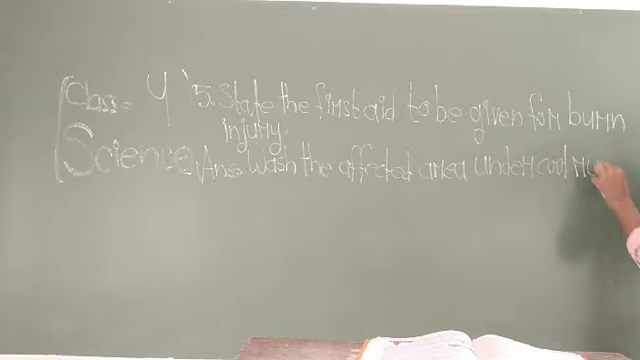 Class = 4
Science
5. State the first aid to be given for burn
injury.
Ans Wash the affected area under cool